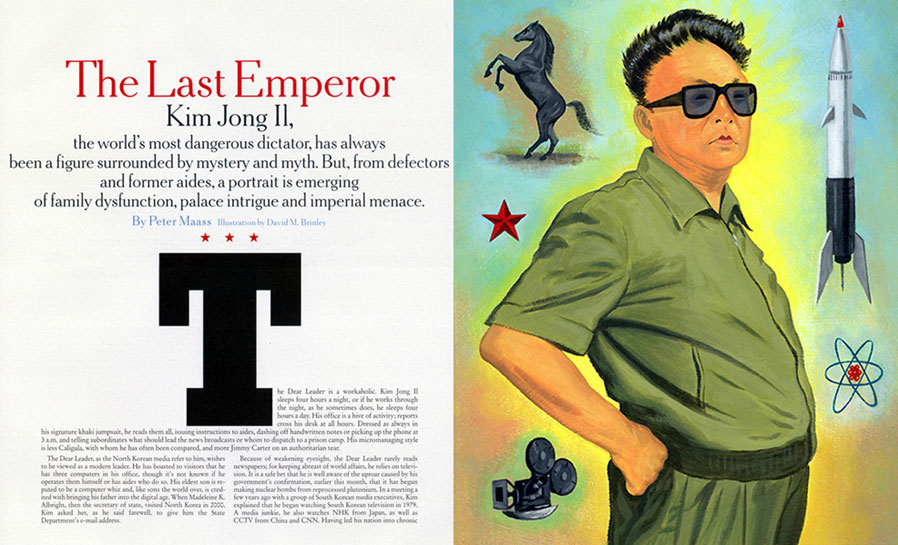 The Last Emperor
Kim Jong Il,
the world's most dangerous dictator, has always
been a figure surrounded by mystery and myth. But, from defectors
and former aides, a portrait is emerging
of family dysfunction, palace intrigue and imperial menace.
By Peter Maass Illustration by David M. Brinley
T
he Dear Leader is a workaholic. Kim Jong Il
sleeps four hours a night, or if he works through
the night, as he sometimes does, he sleeps four
hours a day. His office is a hive of activity; reports
cross his desk at all hours. Dressed as always in
his signature khaki jumpsuit, he reads them all, issuing instructions to aides, dashing off handwritten notes or picking up the phone at
3 a.m. and telling subordinates what should lead the news broadcasts or whom to dispatch to a prison camp. His micromanaging style
is less Caligula, with whom he has often been compared, and more Jimmy Carter on an authoritarian tear.
The Dear Leader, as the North Korean media refer to him, wishes
to be viewed as a modern leader. He has boasted to visitors that he
has three computers in his office, though it's not known if he
operates them himself or has aides who do so. His eldest son is re-
puted to be a computer whiz and, like sons the world over, is cred-
ited with bringing his father into the digital age. When Madeleine K.
Albright, then the secretary of state, visited North Korea in 2000,
Kim asked her, as she said farewell, to give him the State
Department's e-mail address.
Because of weakening eyesight, the Dear Leader rarely reads
newspapers; for keeping abreast of world affairs, he relies on televi-
sion. It is a safe bet that he is well aware of the uproar caused by his
government's confirmation, earlier this month, that it has begun
making nuclear bombs from reprocessed plutonium. In a meeting a
few years ago with a group of South Korean media executives, Kim
explained that he began watching South Korean television in 1979.
A media junkie, he also watches NHK from Japan, as well as
CCTV from China and CNN. Having led his nation into chronic